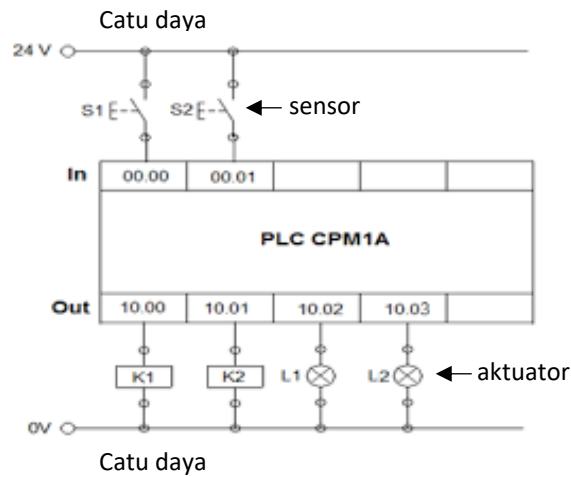 Catu daya
24 V
S1 S2 sensor
In 00.00 00.01
PLC CPM1A
Out 10.00 10.01 10.02 10.03
K1 K2 L1 L2 aktuator
0V
Catu daya